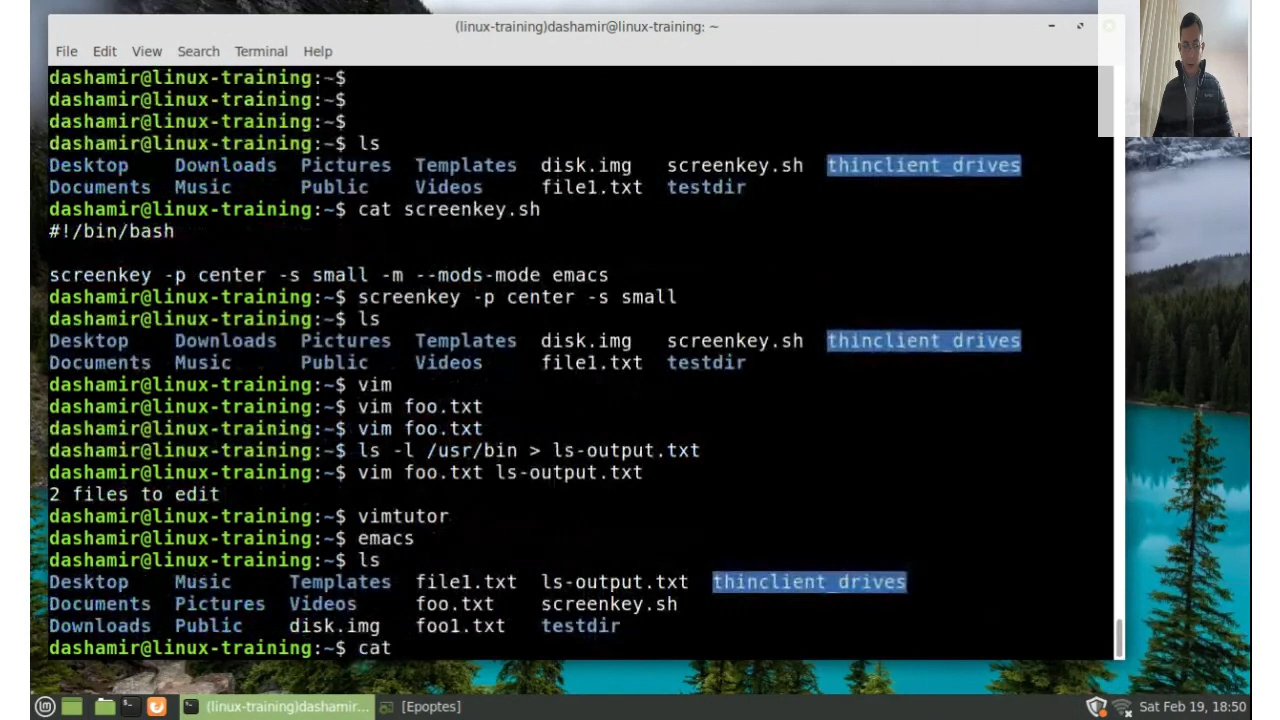 (linux-training)dashamir@linux-training: ~
File Edit View Search Terminal Help
dashamir@linux-training:~$
dashamir@linux-training:~$
dashamir@linux-training:~$
dashamir@linux-training:~$ ls
Desktop Downloads Pictures Templates disk.img screenkey.sh thinclient_drives
Documents Music Public Videos file1.txt testdir
dashamir@linux-training:~$ cat screenkey.sh
#!/bin/bash
screenkey -p center -s small -m --mods-mode emacs
dashamir@linux-training:~$ screenkey -p center -s small
dashamir@linux-training:~$ ls
Desktop Downloads Pictures Templates disk.img screenkey.sh thinclient_drives
Documents Music Public Videos file1.txt testdir
dashamir@linux-training:~$ vim
dashamir@linux-training:~$ vim foo.txt
dashamir@linux-training:~$ vim foo.txt
dashamir@linux-training:~$ ls -l /usr/bin > ls-output.txt
dashamir@linux-training:~$ vim foo.txt ls-output.txt
2 files to edit
dashamir@linux-training:~$ vimtutor
dashamir@linux-training:~$ emacs
dashamir@linux-training:~$ ls
Desktop Music Templates file1.txt ls-output.txt thinclient_drives
Documents Pictures Videos foo.txt screenkey.sh
Downloads Public disk.img foo1.txt testdir
dashamir@linux-training:~$ cat
(linux-training)dashamir... [Epoptes] Sat Feb 19, 18:50